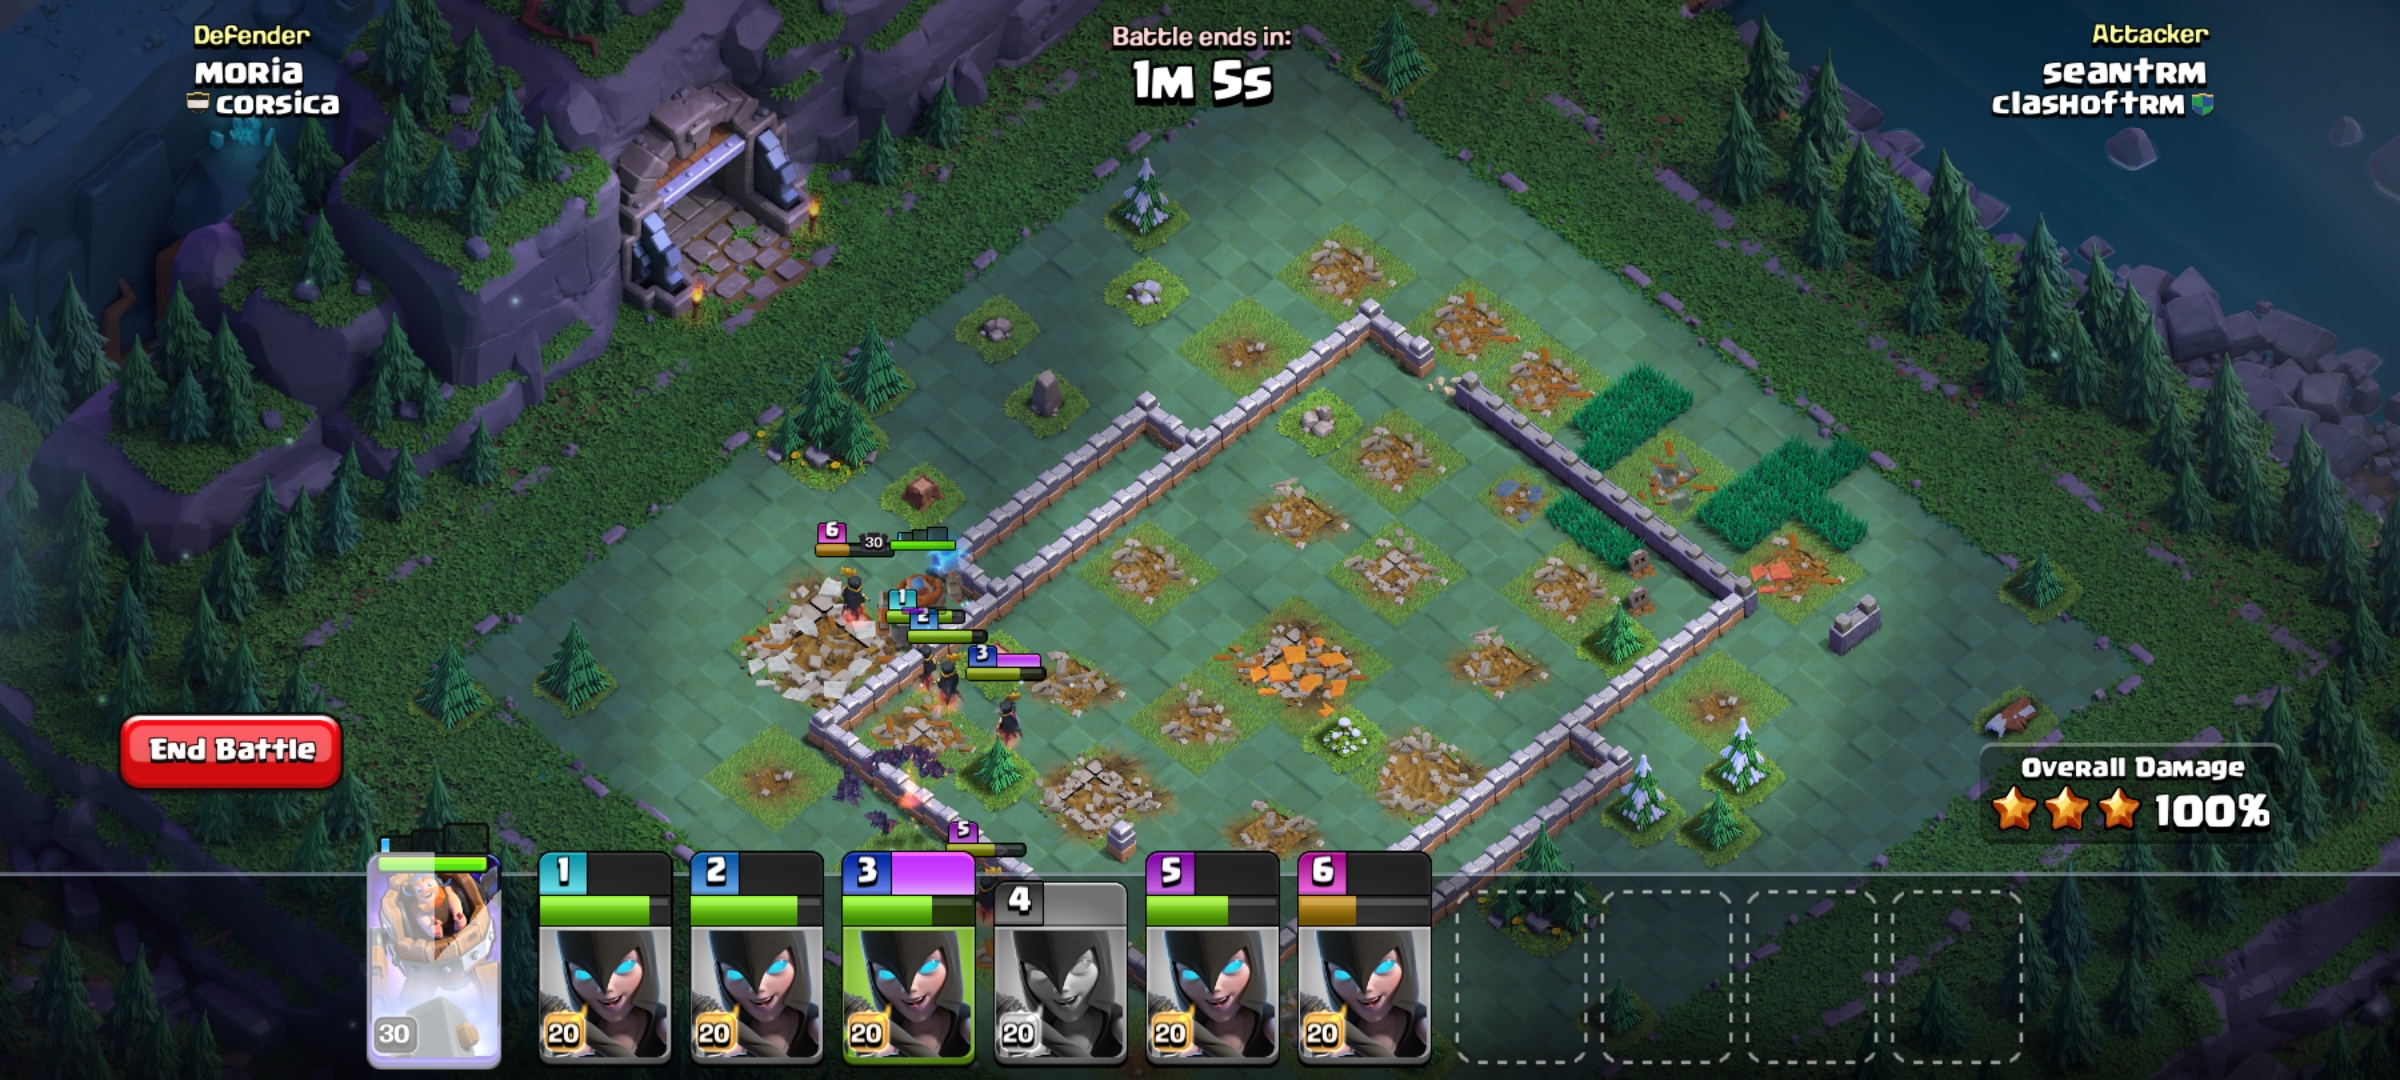 Defender
MORia
CORSiCa
Battle ends in:
1M 5s
Attacker
seantRM
clashoftRM
6
30
1
2
3
5
End Battle
Overall Damage
100%
1
2
3
4
5
6
30
20
20
20
20
20
20